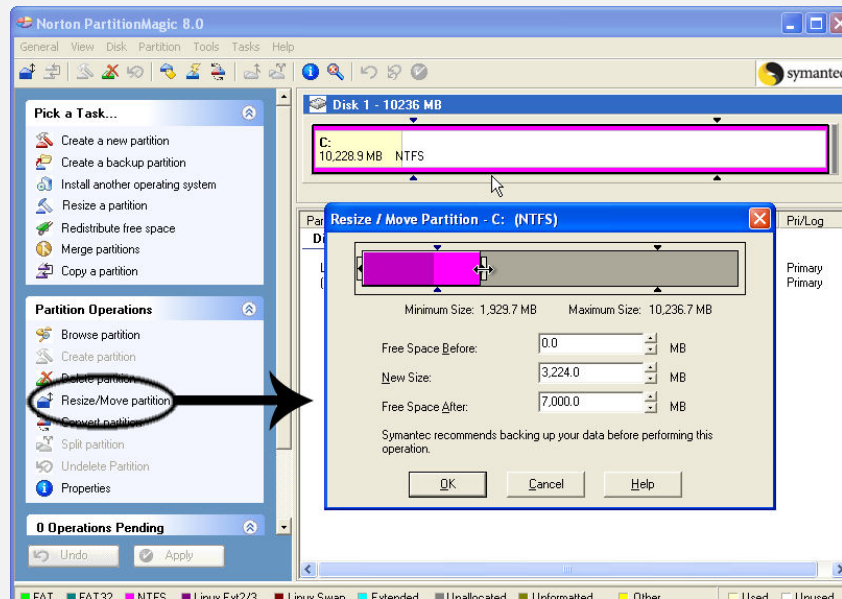 Norton PartitionMagic 8.0
General View Disk Partition Tools Tasks Help
symantec
Pick a Task...
Create a new partition
Create a backup partition
Install another operating system
Resize a partition
Redistribute free space
Merge partitions
Copy a partition
Partition Operations
Browse partition
Create partition
Delete partition
Resize/Move partition
Convert partition
Split partition
Undelete Partition
Properties
0 Operations Pending
Undo Apply
Disk 1 - 10236 MB
C:
10,228.9 MB NTFS
Pri/Log
Primary
Primary
Resize / Move Partition - C: (NTFS)
Minimum Size: 1,929.7 MB Maximum Size: 10,236.7 MB
Free Space Before: 0.0 MB
New Size: 3,224.0 MB
Free Space After: 7,000.0 MB
Symantec recommends backing up your data before performing this
operation.
OK Cancel Help
FAT FAT32 NTFS Linux Ext2/3 Linux Swap Extended Unallocated Unformatted Other Used Unused